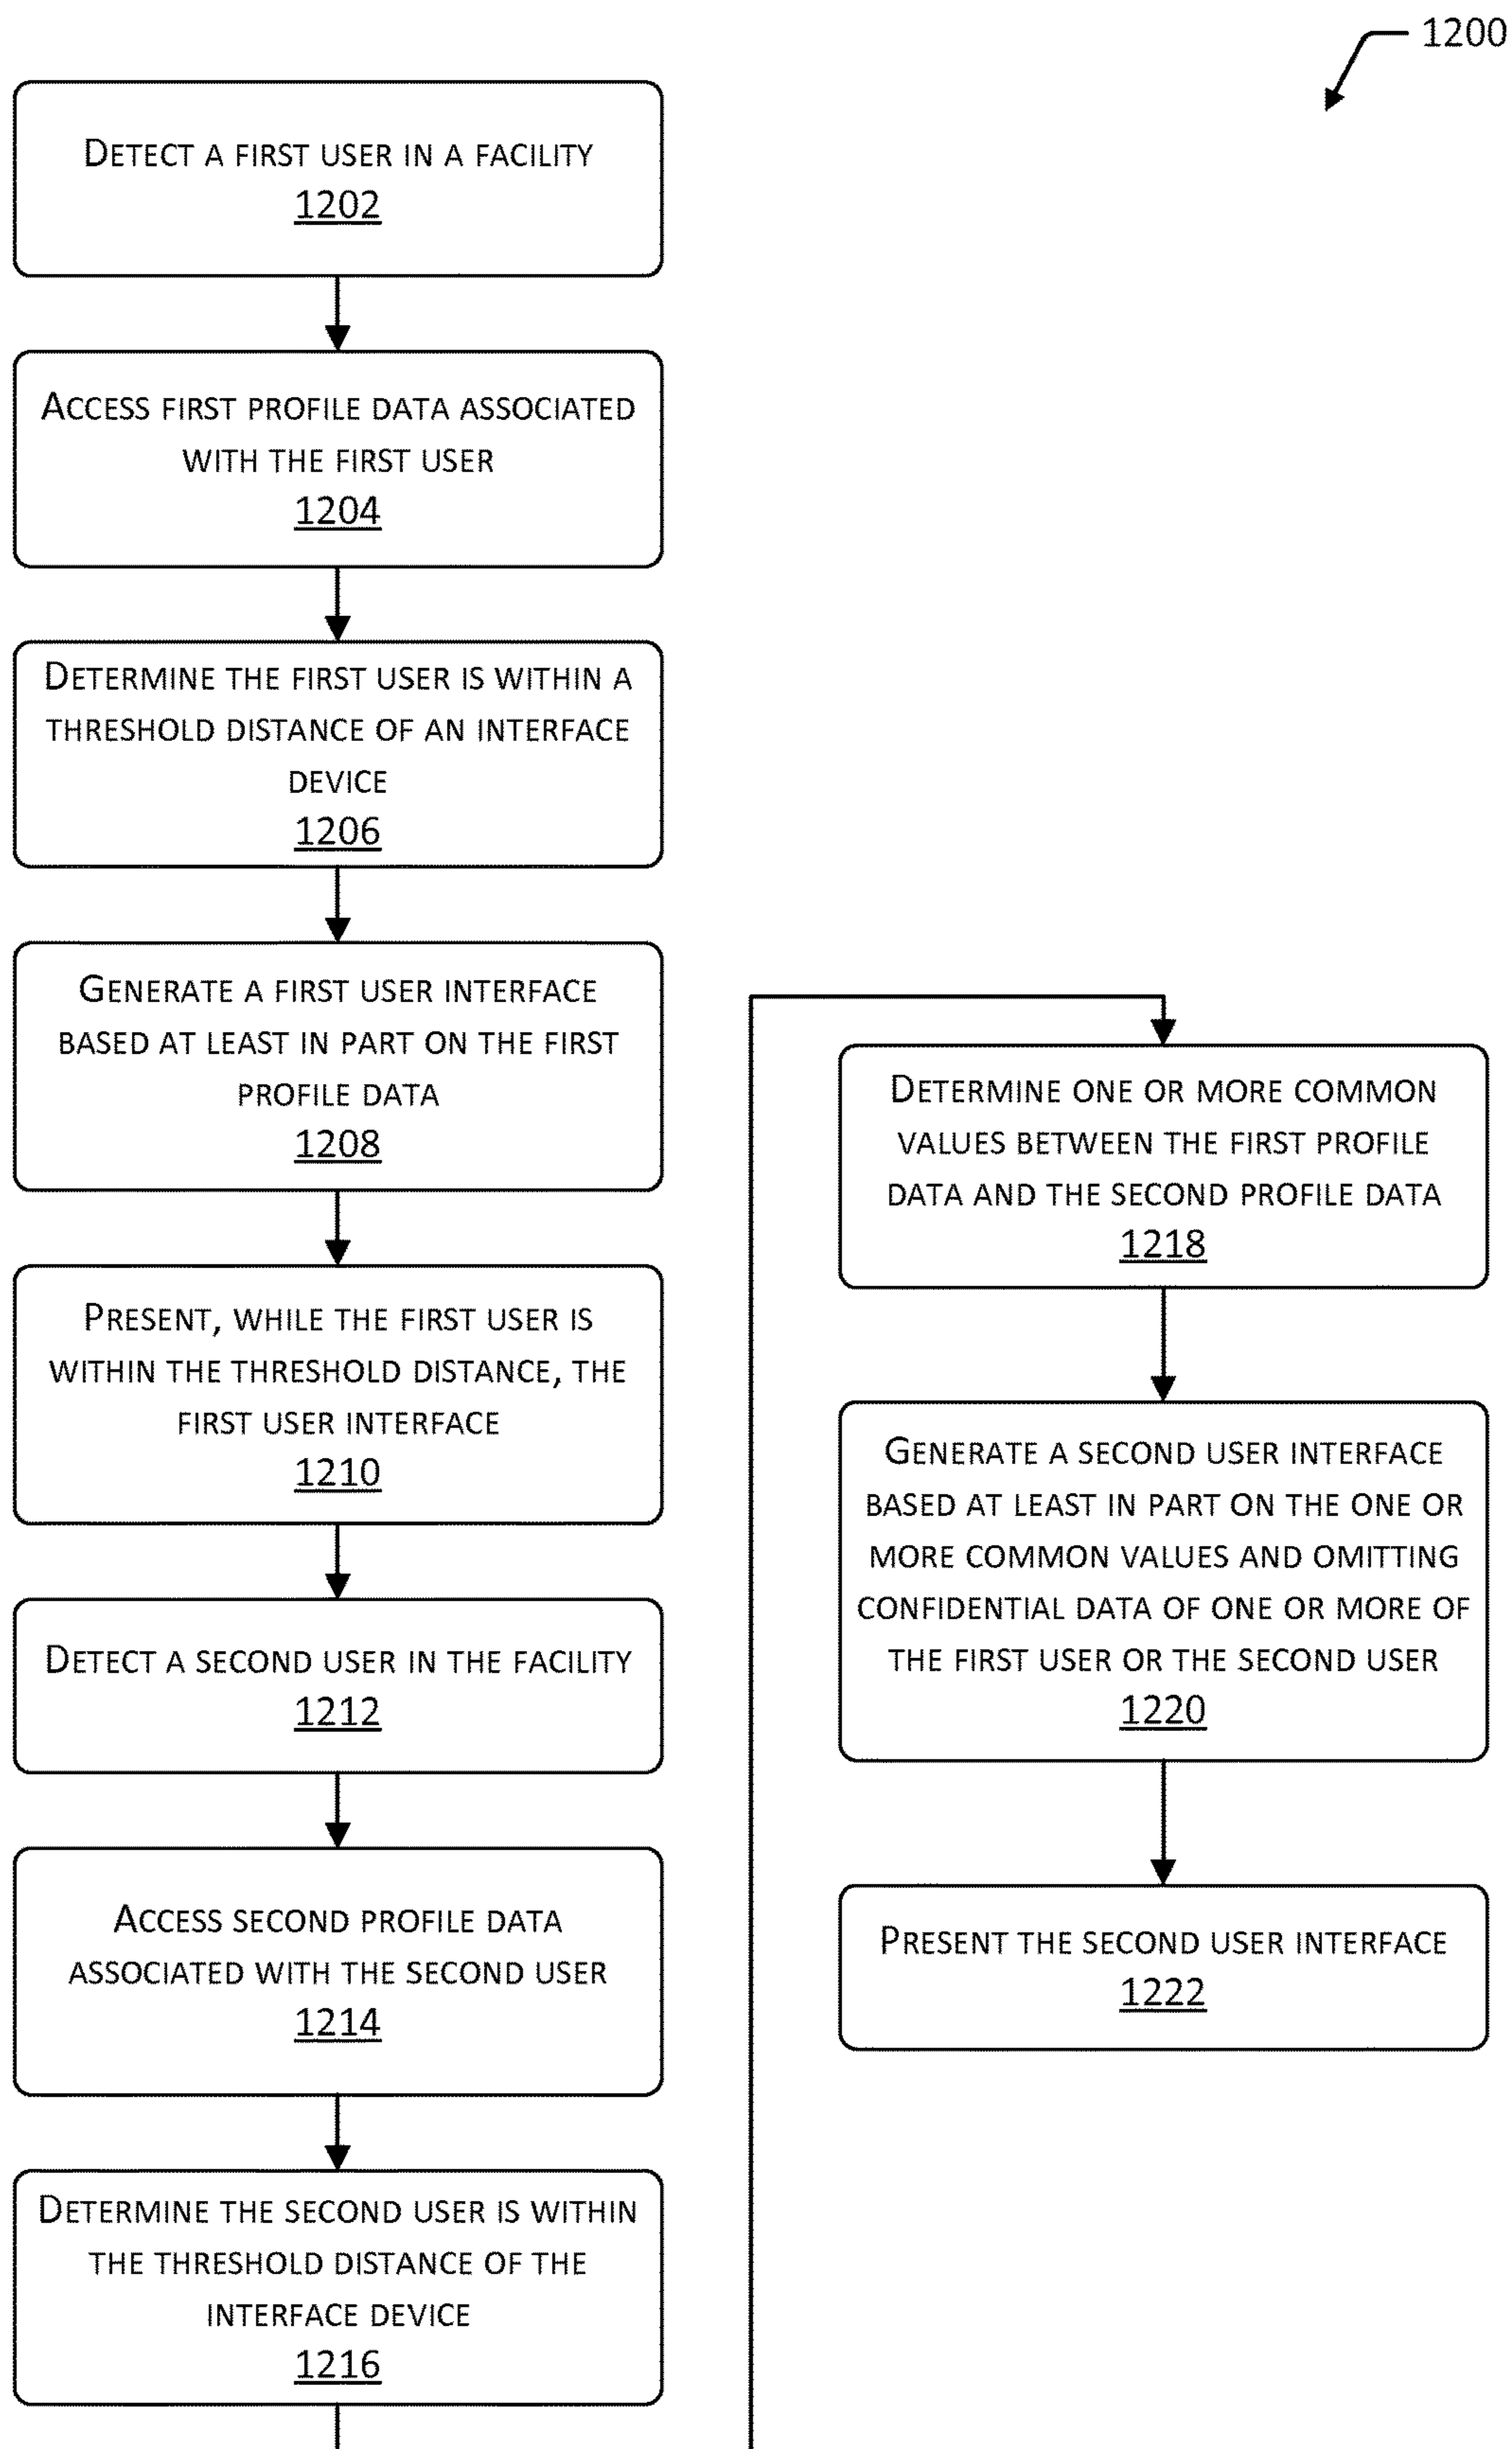 1200
DETECT A FIRST USER IN A FACILITY
1202
ACCESS FIRST PROFILE DATA ASSOCIATED
WITH THE FIRST USER
1204
DETERMINE THE FIRST USER IS WITHIN A
THRESHOLD DISTANCE OF AN INTERFACE
DEVICE
1206
GENERATE A FIRST USER INTERFACE
BASED AT LEAST IN PART ON THE FIRST
PROFILE DATA
1208
PRESENT, WHILE THE FIRST USER IS
WITHIN THE THRESHOLD DISTANCE, THE
FIRST USER INTERFACE
1210
DETECT A SECOND USER IN THE FACILITY
1212
ACCESS SECOND PROFILE DATA
ASSOCIATED WITH THE SECOND USER
1214
DETERMINE THE SECOND USER IS WITHIN
THE THRESHOLD DISTANCE OF THE
INTERFACE DEVICE
1216
DETERMINE ONE OR MORE COMMON
VALUES BETWEEN THE FIRST PROFILE
DATA AND THE SECOND PROFILE DATA
1218
GENERATE A SECOND USER INTERFACE
BASED AT LEAST IN PART ON THE ONE OR
MORE COMMON VALUES AND OMITTING
CONFIDENTIAL DATA OF ONE OR MORE OF
THE FIRST USER OR THE SECOND USER
1220
PRESENT THE SECOND USER INTERFACE
1222